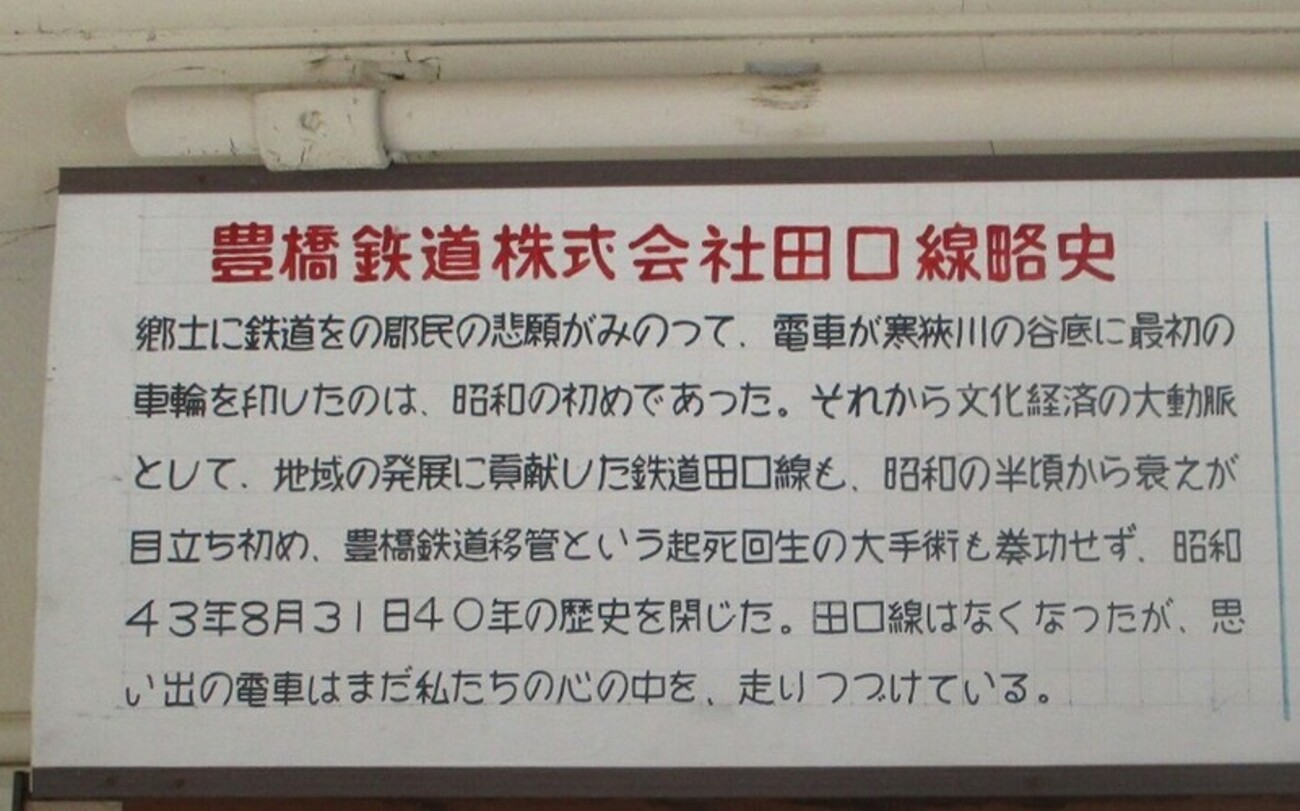 豊橋鉄道株式会社田口線略史
郷土に鉄道をの郡民の悲願がみのって、電車が寒狭川の谷底に最初の
車輪を印したのは、昭和の初めであった。それから文化経済の大動脈
として、地域の発展に貢献した鉄道田口線も、昭和の半頃から衰えが
目立ち初め、豊橋鉄道移管という起死回生の大手術も奏功せず、昭和
43年8月31日40年の歴史を閉じた。田口線はなくなったが、思
い出の電車はまだ私たちの心の中を、走りつづけている。